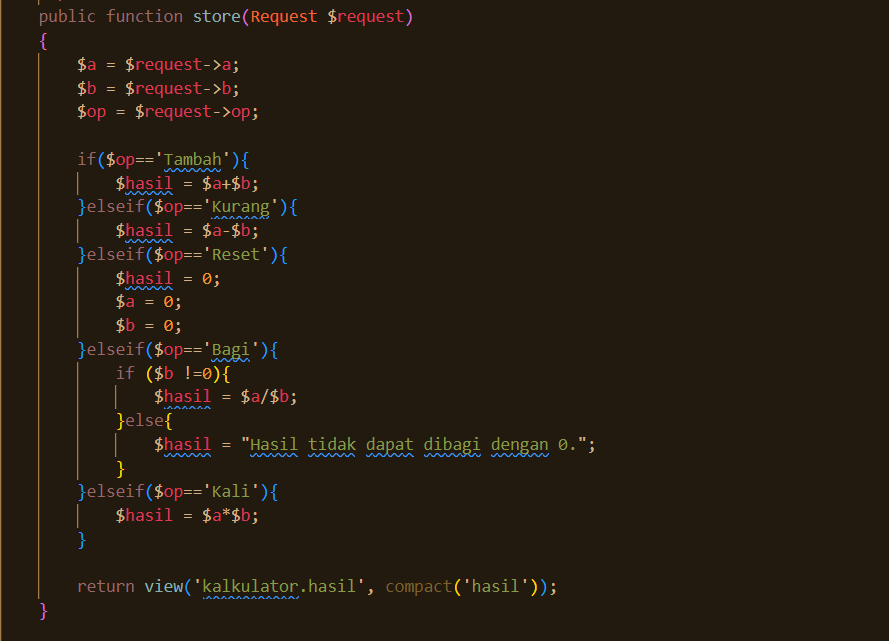 public function store(Request $request)
{
    $a = $request->a;
    $b = $request->b;
    $op = $request->op;

    if($op=='Tambah'){
        $hasil = $a+$b;
    }elseif($op=='Kurang'){
        $hasil = $a-$b;
    }elseif($op=='Reset'){
        $hasil = 0;
        $a = 0;
        $b = 0;
    }elseif($op=='Bagi'){
        if ($b !=0){
            $hasil = $a/$b;
        }else{
            $hasil = "Hasil tidak dapat dibagi dengan 0.";
        }
    }elseif($op=='Kali'){
        $hasil = $a*$b;
    }

    return view('kalkulator.hasil', compact('hasil'));
}